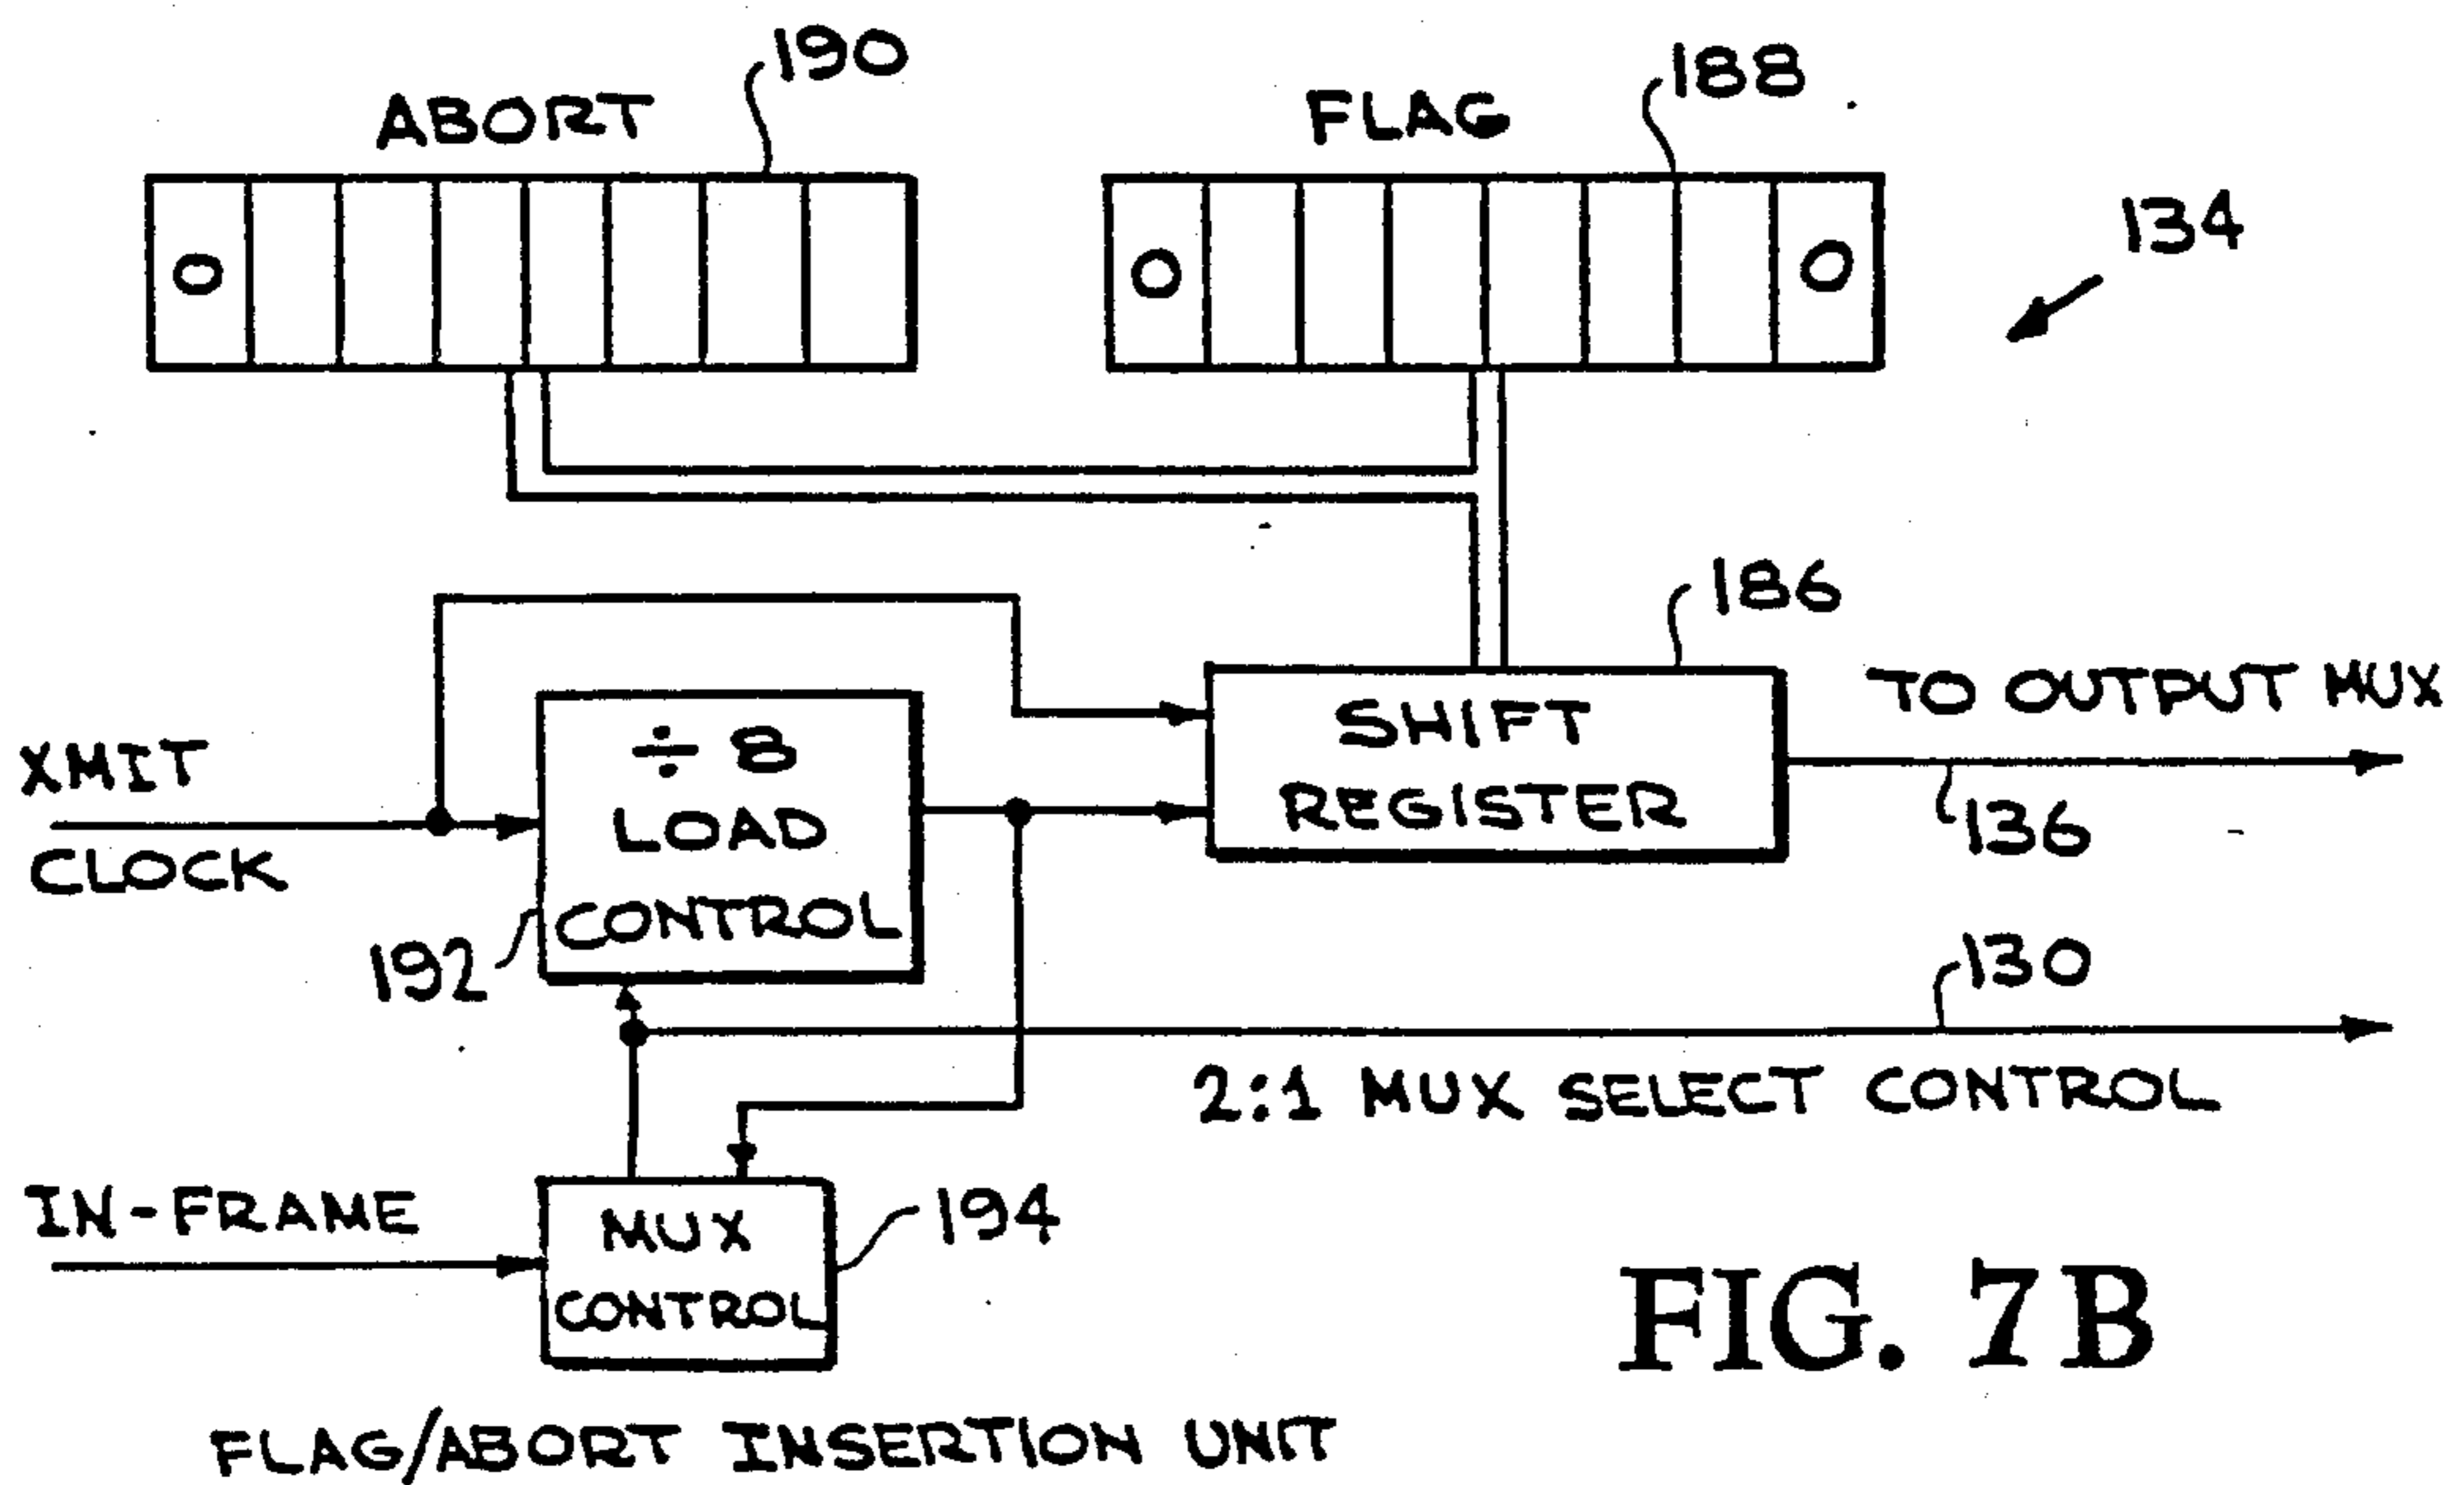 190
188
ABORT
FLAG
134
0
0
0
186
TO OUTPUT MUX
SHIFT
REGISTER
÷ 8
LOAD
CONTROL
XMIT
CLOCK
136
192
130
2:1 MUX SELECT CONTROL
IN-FRAME
MUX
CONTROL
194
FIG. 7B
FLAG/ABORT INSERTION UNIT